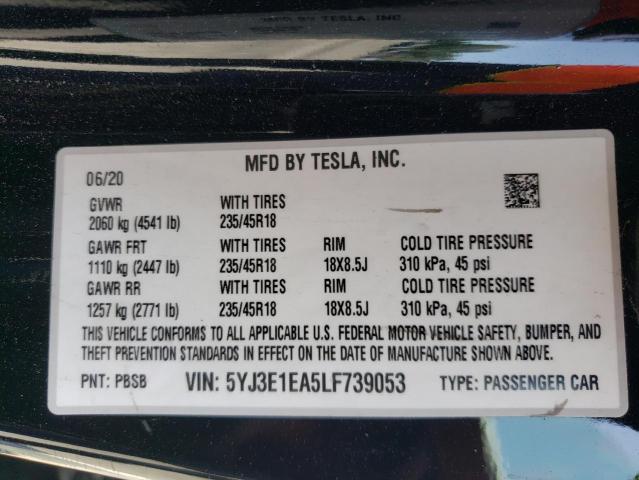 MFD BY TESLA, INC.
MFD BY TESLA, INC.
06/20
GVWR WITH TIRES
2060 kg (4541 lb) 235/45R18
GAWR FRT WITH TIRES RIM COLD TIRE PRESSURE
1110 kg (2447 lb) 235/45R18 18X8.5J 310 kPa, 45 psi
GAWR RR WITH TIRES RIM COLD TIRE PRESSURE
1257 kg (2771 lb) 235/45R18 18X8.5J 310 kPa, 45 psi
THIS VEHICLE CONFORMS TO ALL APPLICABLE U.S. FEDERAL MOTOR VEHICLE SAFETY, BUMPER, AND
THEFT PREVENTION STANDARDS IN EFFECT ON THE DATE OF MANUFACTURE SHOWN ABOVE.
PNT: PBSB VIN: 5YJ3E1EA5LF739053 TYPE: PASSENGER CAR